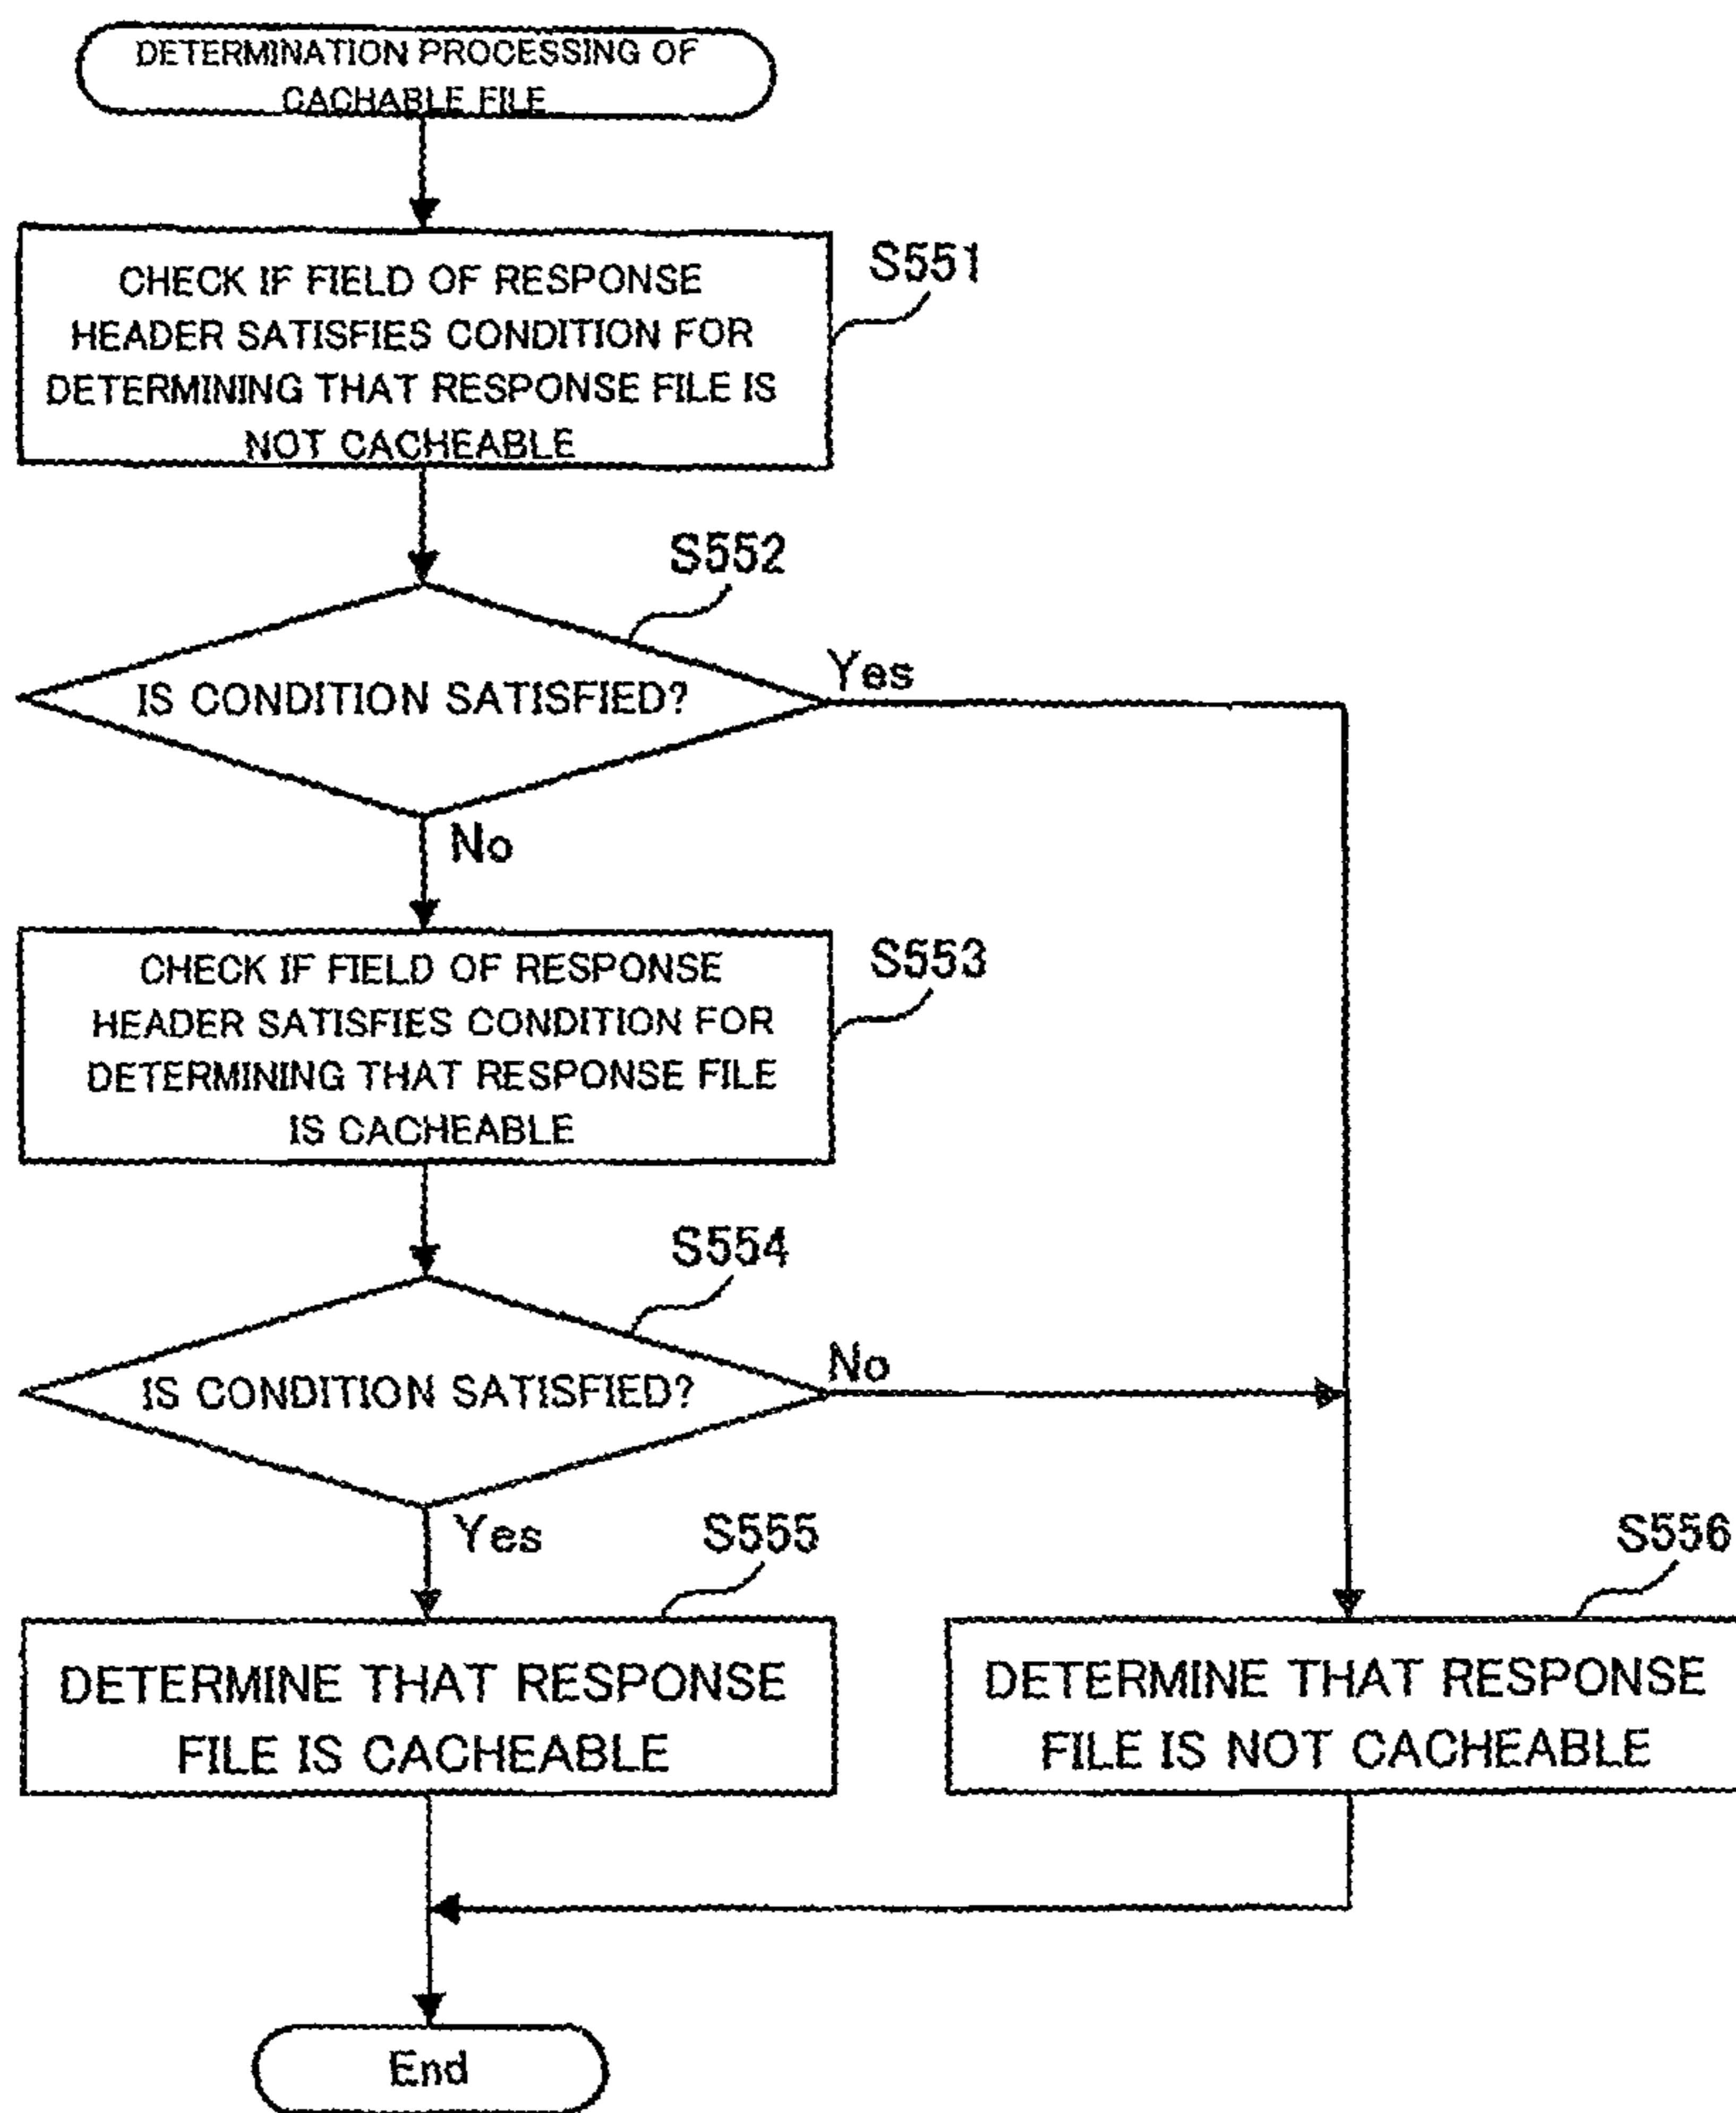 DETERMINATION PROCESSING OF
CACHABLE FILE
CHECK IF FIELD OF RESPONSE
HEADER SATISFIES CONDITION FOR
DETERMINING THAT RESPONSE FILE IS
NOT CACHEABLE
S551
S552
IS CONDITION SATISFIED?
Yes
No
CHECK IF FIELD OF RESPONSE
HEADER SATISFIES CONDITION FOR
DETERMINING THAT RESPONSE FILE
IS CACHEABLE
S553
S554
IS CONDITION SATISFIED?
No
Yes
S555
S556
DETERMINE THAT RESPONSE
FILE IS CACHEABLE
DETERMINE THAT RESPONSE
FILE IS NOT CACHEABLE
End